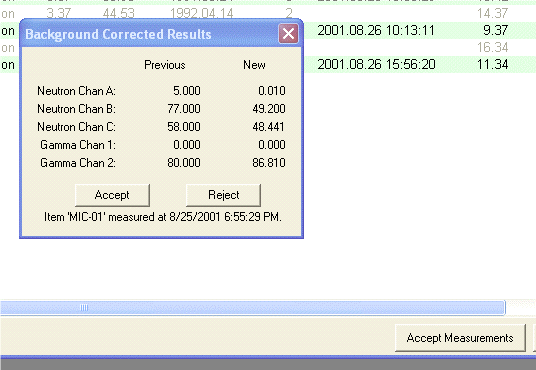 on 3.37 44.53 1992.04.14 2 14.37
Background Corrected Results
on 2001.08.26 10:13:11 9.37
on 16.34
on 2001.08.26 15:56:20 11.34
Previous New
Neutron Chan A: 5.000 0.010
Neutron Chan B: 77.000 49.200
Neutron Chan C: 58.000 48.441
Gamma Chan 1: 0.000 0.000
Gamma Chan 2: 80.000 86.810
Accept Reject
Item 'MIC-01' measured at 8/25/2001 6:55:29 PM.
Accept Measurements